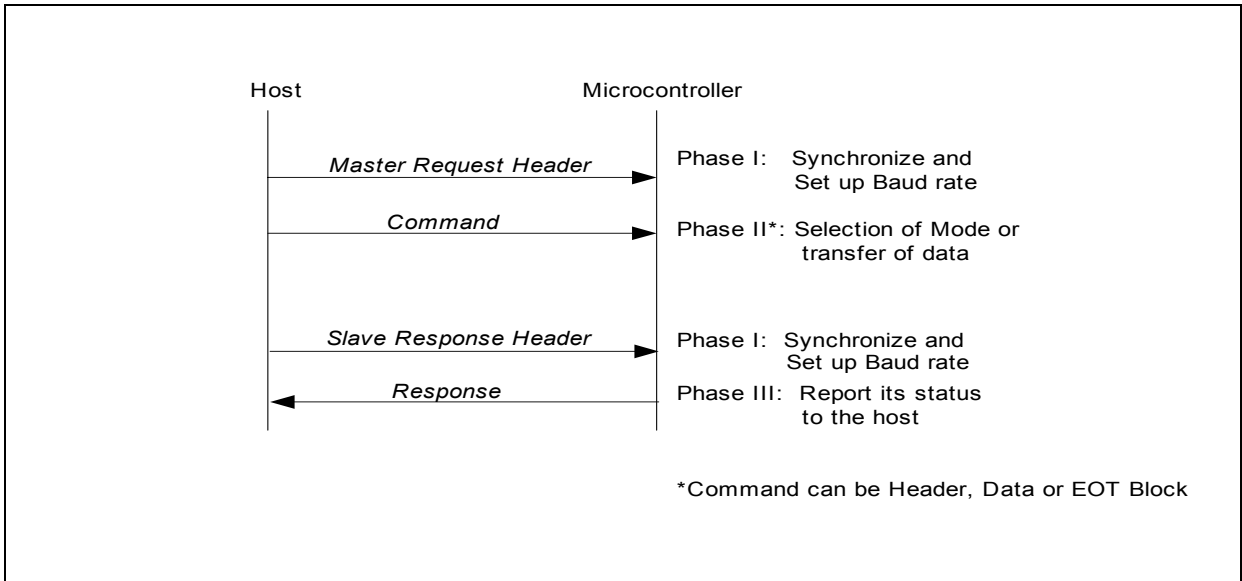 Host Microcontroller
Master Request Header
Phase I: Synchronize and
Set up Baud rate
Command
Phase II*: Selection of Mode or
transfer of data
Slave Response Header
Phase I: Synchronize and
Set up Baud rate
Response
Phase III: Report its status
to the host
*Command can be Header, Data or EOT Block